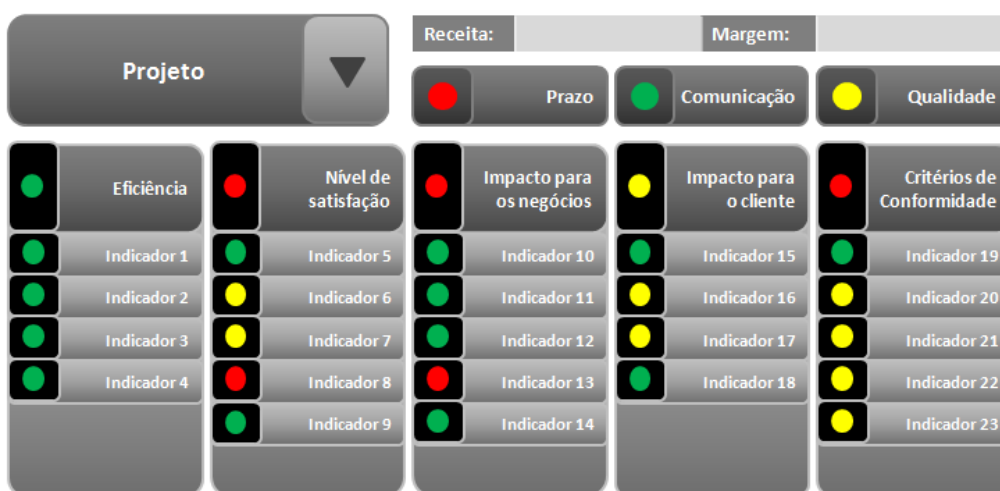 Projeto
Receita:
Margem:
Prazo
Comunicação
Qualidade
Eficiência
Indicador 1
Indicador 2
Indicador 3
Indicador 4
Nível de
satisfação
Indicador 5
Indicador 6
Indicador 7
Indicador 8
Indicador 9
Impacto para
os negócios
Indicador 10
Indicador 11
Indicador 12
Indicador 13
Indicador 14
Impacto para
o cliente
Indicador 15
Indicador 16
Indicador 17
Indicador 18
Critérios de
Conformidade
Indicador 19
Indicador 20
Indicador 21
Indicador 22
Indicador 23